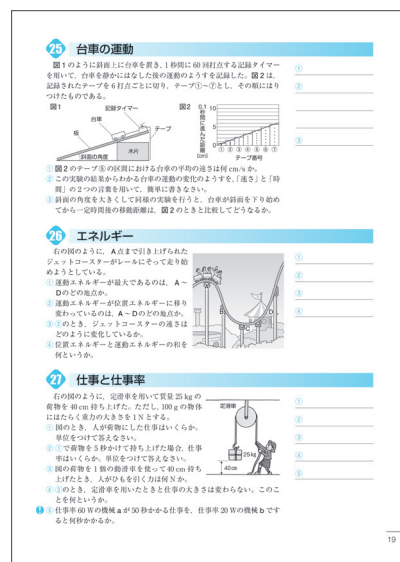 25 台車の運動
図1のように斜面上に台車を置き，1秒間に60回打点する記録タイマー
を用いて，台車を静かにはなした後の運動のようすを記録した。図2は，
記録されたテープを6打点ごとに切り，テープ①〜⑦とし，その順にはり
つけたものである。
図1
記録タイマー
台車
テープ
板
木片
斜面の角度
図2
0.1秒間に進んだ距離(cm)
10
5
0
① ② ③ ④ ⑤ ⑥ ⑦
テープ番号
① 図2のテープ⑤の区間における台車の平均の速さは何cm/sか。
② この実験の結果からわかる台車の運動の変化のようすを，「速さ」と「時
間」の2つの言葉を用いて，簡単に書きなさい。
③ 斜面の角度を大きくして同様の実験を行うと，台車が斜面を下り始め
てから一定時間後の移動距離は，図2のときと比較してどうなるか。
①
②
③
26 エネルギー
右の図のように，A点まで引き上げられた
ジェットコースターがレールにそって走り始
めようとしている。
① 運動エネルギーが最大であるのは，A〜
Dのどの地点か。
② 運動エネルギーが位置エネルギーに移り
変わっているのは，A〜Dのどの地点か。
③ ②のとき，ジェットコースターの速さは
どのように変化しているか。
④ 位置エネルギーと運動エネルギーの和を
何というか。
A
B
C
D
①
②
③
④
27 仕事と仕事率
右の図のように，定滑車を用いて質量25kgの
荷物を40cm持ち上げた。ただし，100gの物体
にはたらく重力の大きさを1Nとする。
① 図のとき，人が荷物にした仕事はいくらか。
単位をつけて答えなさい。
② ①で荷物を5秒かけて持ち上げた場合，仕事
率はいくらか。単位をつけて答えなさい。
③ 図の荷物を1個の動滑車を使って40cm持ち
上げたとき，人がひもを引く力は何Nか。
④ ③のとき，定滑車を用いたときと仕事の大きさは変わらない。このこ
とを何というか。
⑤ 仕事率60Wの機械aが50秒かかる仕事を，仕事率20Wの機械bです
ると何秒かかるか。
定滑車
25kg
40cm
①
②
③
④
⑤
19